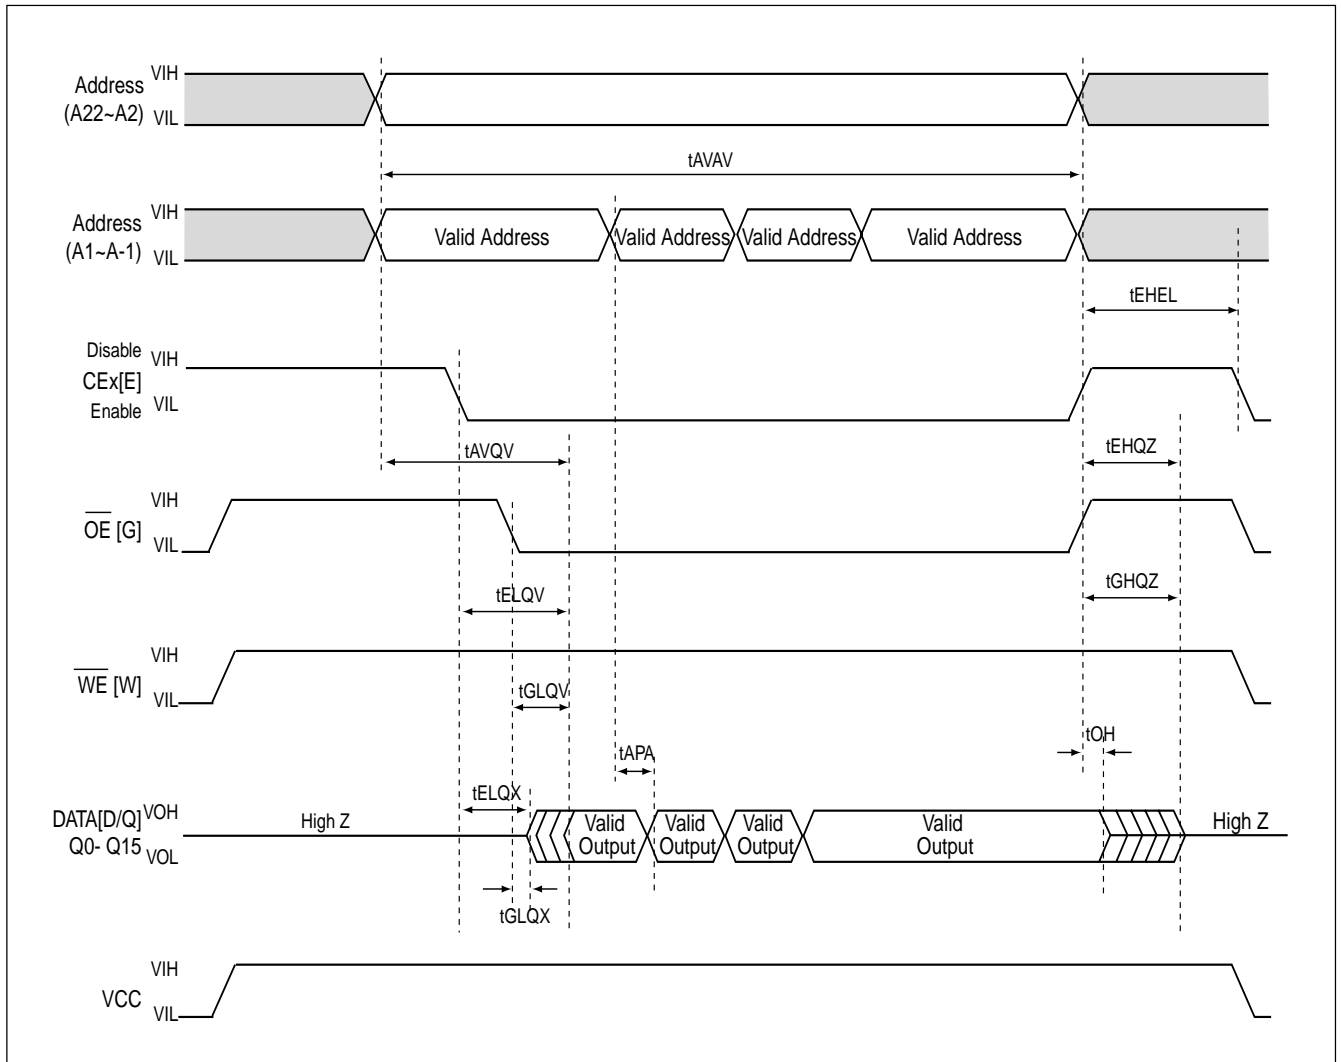 Address
(A22~A2)
VIH
VIL
tAVAV
Address
(A1~A-1)
VIH
VIL
Valid Address
Valid Address
Valid Address
Valid Address
tEHEL
Disable
CEx[E]
Enable
VIH
VIL
tAVQV
tEHQZ
OE [G]
VIH
VIL
tELQV
tGHQZ
WE [W]
VIH
VIL
tGLQV
tAPA
tOH
tELQX
DATA[D/Q]
Q0- Q15
VOH
VOL
High Z
Valid
Output
Valid
Output
Valid
Output
Valid
Output
High Z
tGLQX
VCC
VIH
VIL